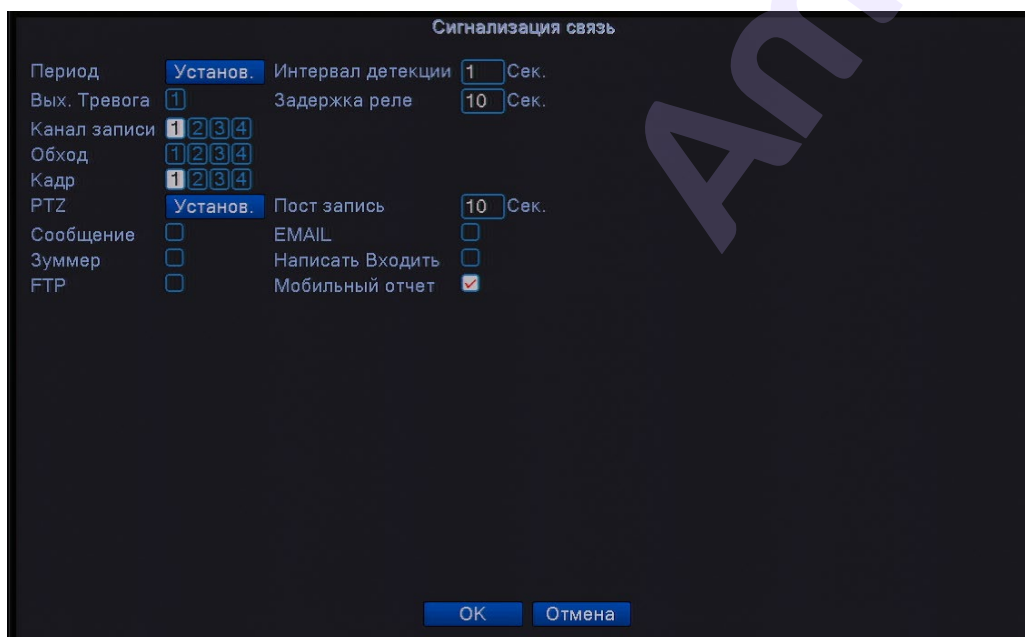 Сигнализация связь
Период Установ. Интервал детекции 1 Сек.
Вых. Тревога 1 Задержка реле 10 Сек.
Канал записи 1 2 3 4
Обход 1 2 3 4
Кадр 1 2 3 4
PTZ Установ. Пост запись 10 Сек.
Сообщение EMAIL
Зуммер Написать Входить
FTP Мобильный отчет
OK Отмена